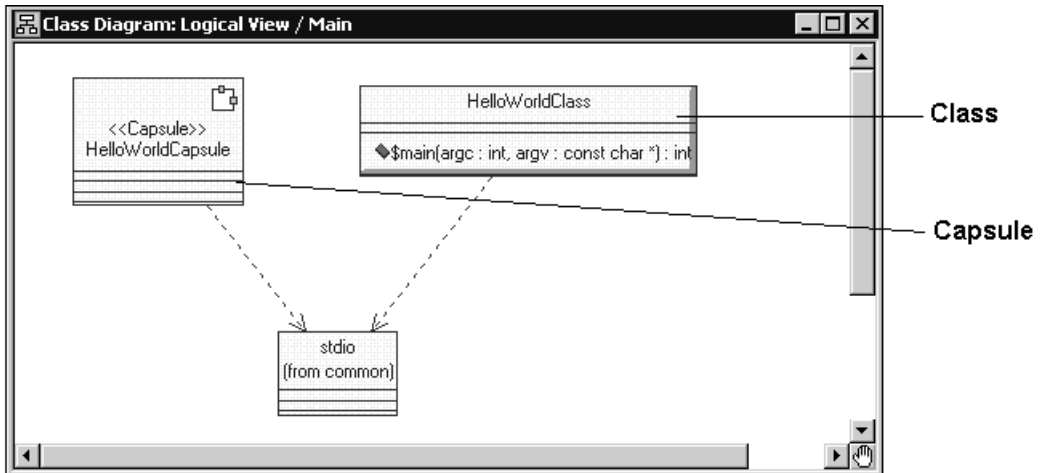 Class Diagram: Logical View / Main
<<Capsule>>
HelloWorldCapsule
HelloWorldClass
$main(argc : int, argv : const char *) : int
Class
Capsule
stdio
(from common)